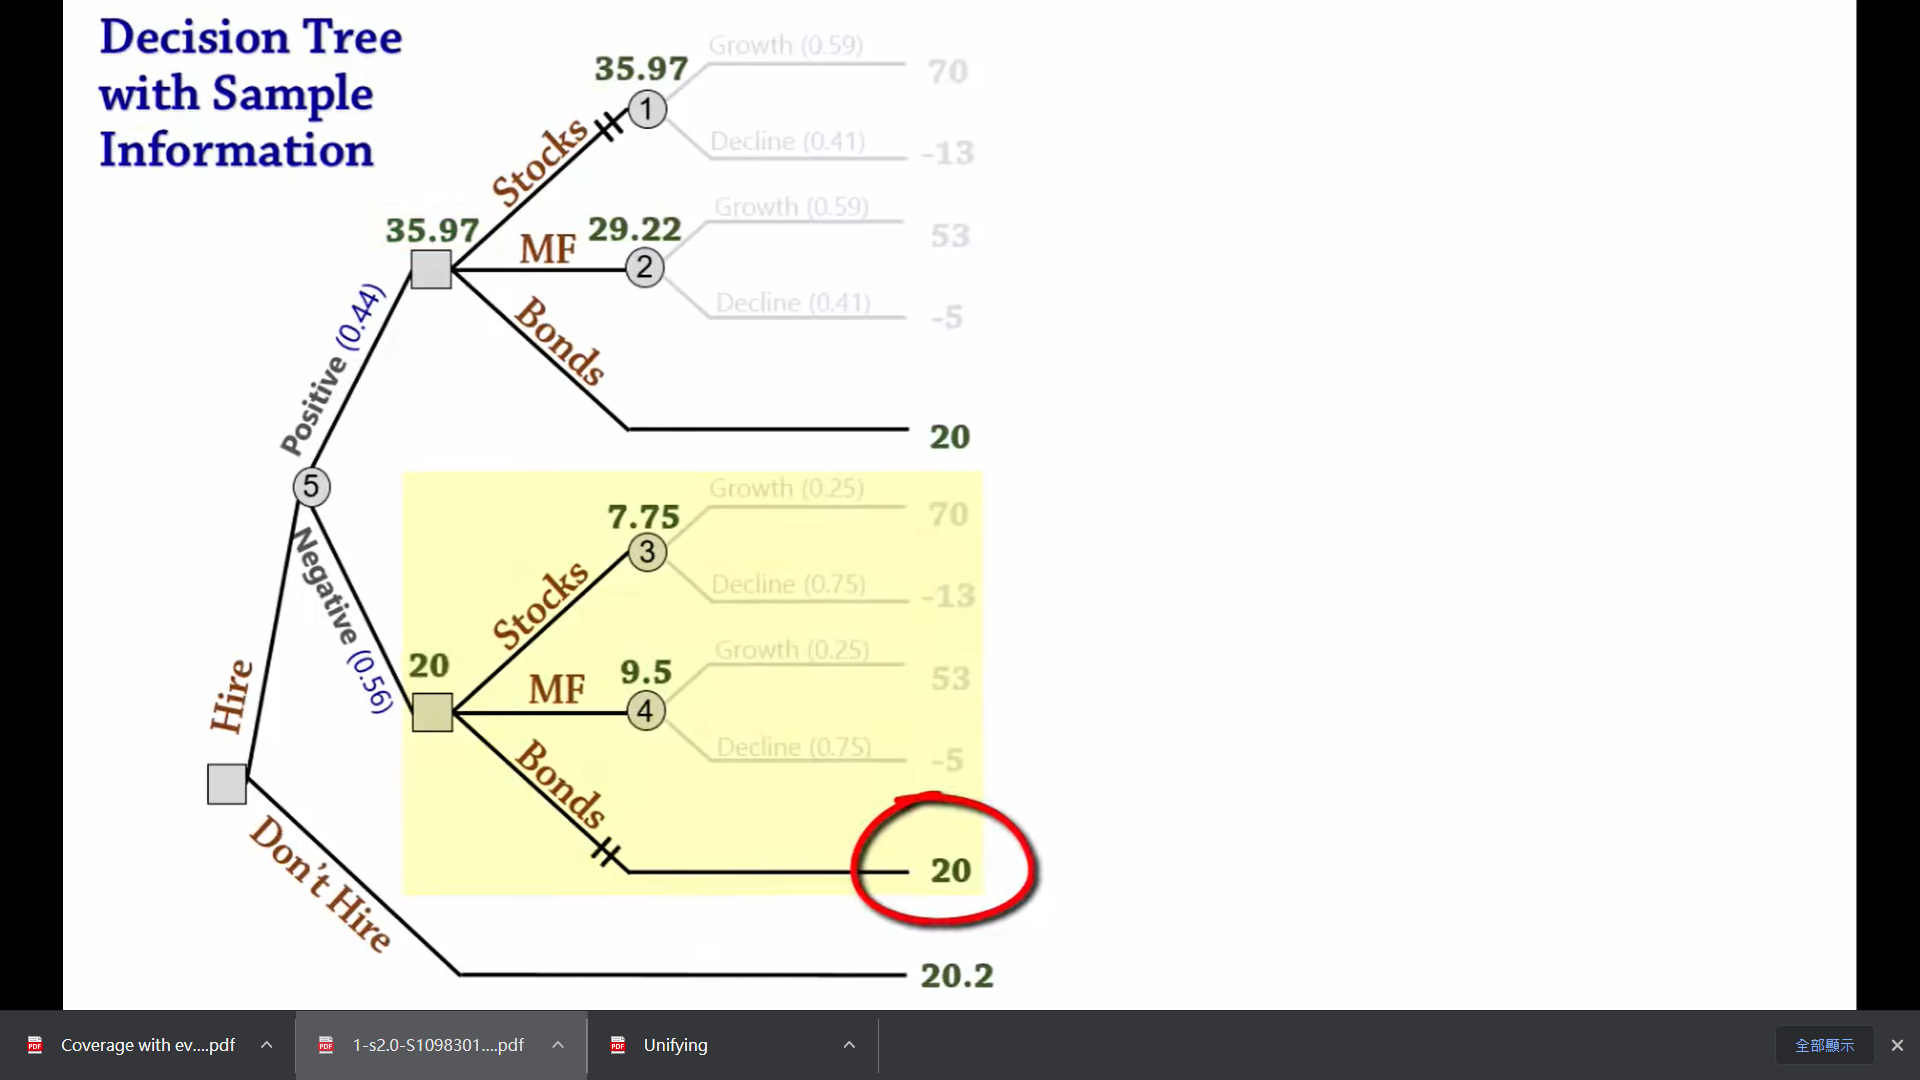 Decision Tree
with Sample
Information
35.97
Growth (0.59)
70
1
Stocks
Decline (0.41)
-13
35.97
MF
29.22
Growth (0.59)
53
2
Decline (0.41)
-5
Bonds
20
Positive (0.44)
5
Negative (0.56)
7.75
Growth (0.25)
70
3
Stocks
Decline (0.75)
-13
20
MF
9.5
Growth (0.25)
53
4
Decline (0.75)
-5
Bonds
20
Hire
Don't Hire
20.2
PDF Coverage with ev....pdf
PDF 1-s2.0-S1098301....pdf
PDF Unifying
全部顯示